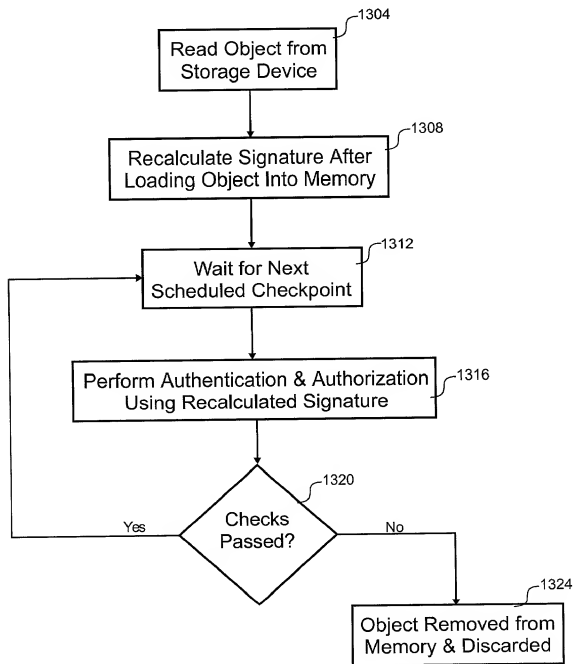 1304
Read Object from
Storage Device
1308
Recalculate Signature After
Loading Object Into Memory
1312
Wait for Next
Scheduled Checkpoint
1316
Perform Authentication & Authorization
Using Recalculated Signature
1320
Checks
Passed?
Yes
No
1324
Object Removed from
Memory & Discarded